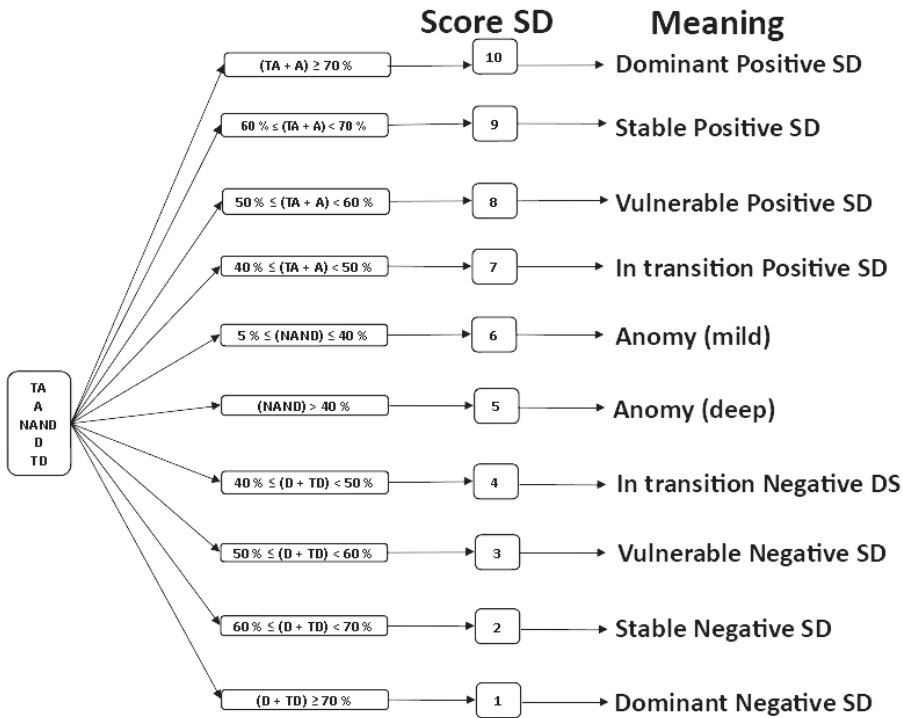 Score SD Meaning
(TA + A) ≥ 70 % 10 Dominant Positive SD
60 % ≤ (TA + A) < 70 % 9 Stable Positive SD
50 % ≤ (TA + A) < 60 % 8 Vulnerable Positive SD
40 % ≤ (TA + A) < 50 % 7 In transition Positive SD
5 % ≤ (NAND) ≤ 40 % 6 Anomy (mild)
TA
A
NAND
D
TD
(NAND) > 40 % 5 Anomy (deep)
40 % ≤ (D + TD) < 50 % 4 In transition Negative DS
50 % ≤ (D + TD) < 60 % 3 Vulnerable Negative SD
60 % ≤ (D + TD) < 70 % 2 Stable Negative SD
(D + TD) ≥ 70 % 1 Dominant Negative SD